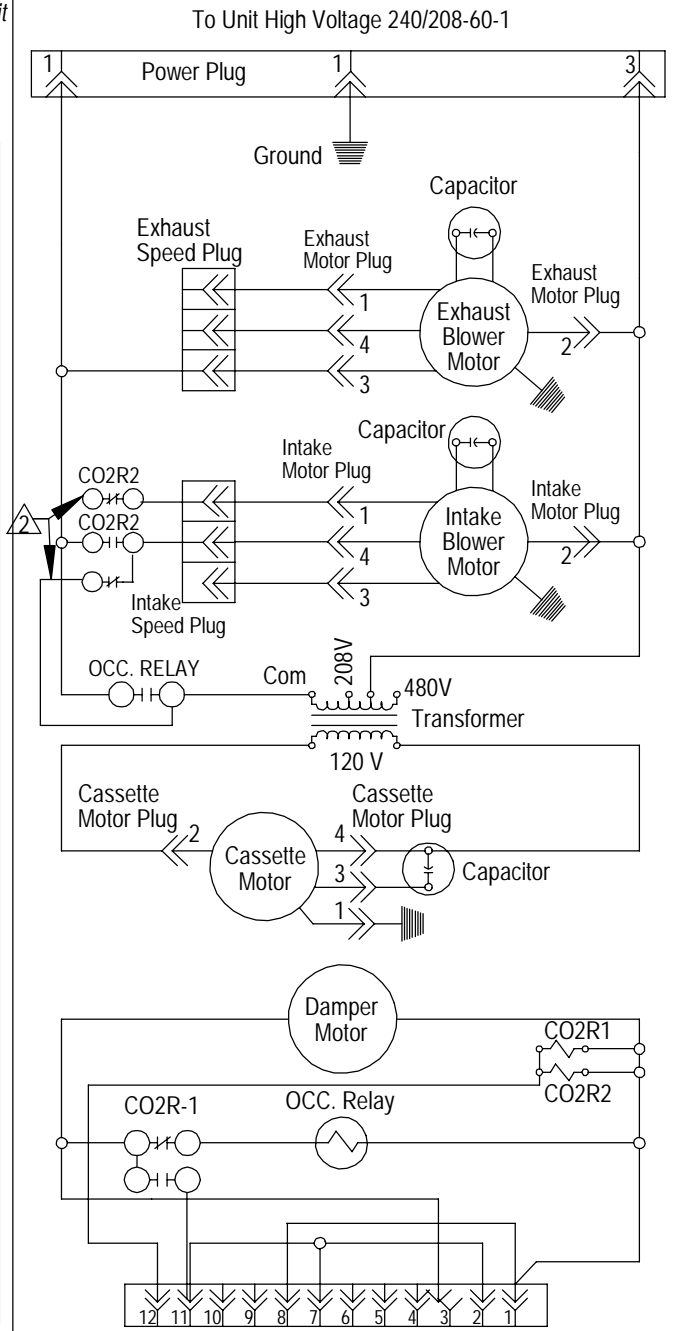 it
To Unit High Voltage 240/208-60-1
1
Power Plug
1
3
Ground
Capacitor
Exhaust
Speed Plug
Exhaust
Motor Plug
1
4
3
Exhaust
Blower
Motor
Exhaust
Motor Plug
2
Capacitor
Intake
Motor Plug
1
4
3
Intake
Blower
Motor
Intake
Motor Plug
2
CO2R2
2
CO2R2
Intake
Speed Plug
OCC. RELAY
Com
208V
480V
Transformer
120 V
Cassette
Motor Plug
2
Cassette
Motor
Cassette
Motor Plug
4
3
1
Capacitor
Damper
Motor
CO2R1
CO2R2
CO2R-1
OCC. Relay
12 11 10 9 8 7 6 5 4 3 2 1